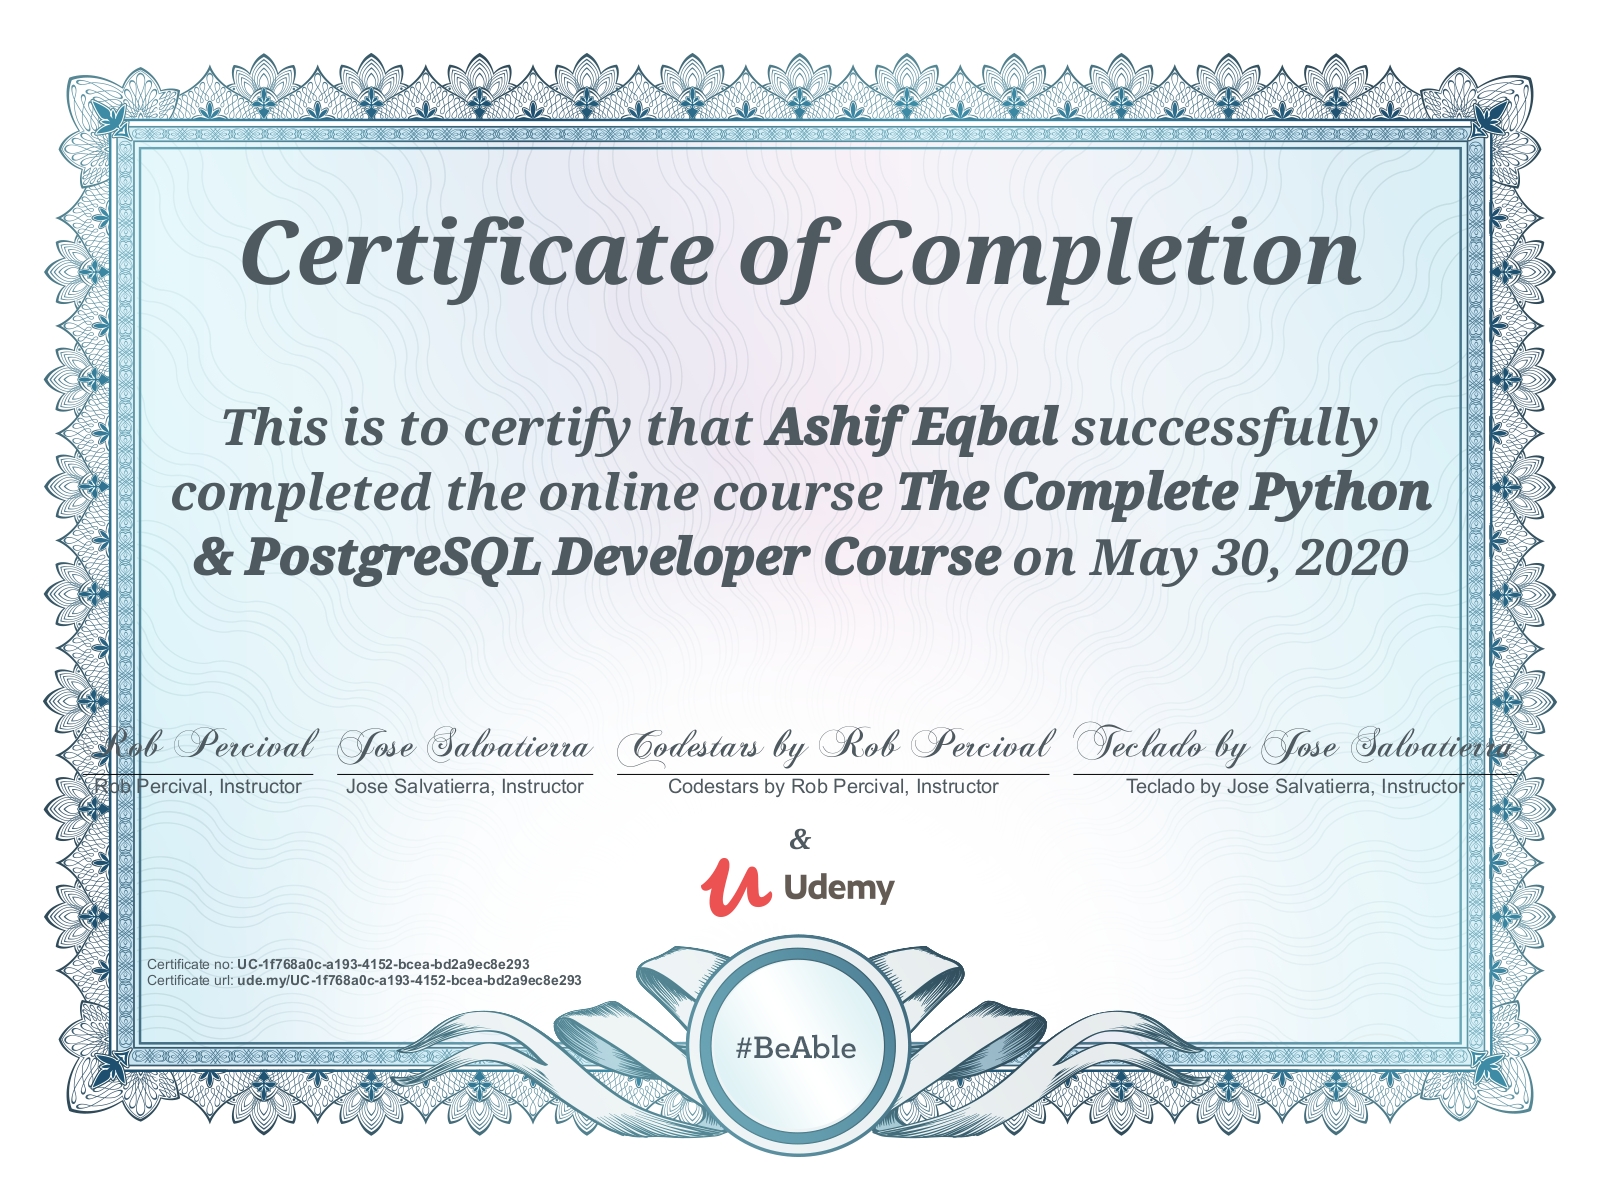 Certificate of Completion
This is to certify that Ashif Eqbal successfully
completed the online course The Complete Python
& PostgreSQL Developer Course on May 30, 2020
Rob Percival Jose Salvatierra Codestars by Rob Percival Teclado by Jose Salvatierra
Rob Percival, Instructor Jose Salvatierra, Instructor Codestars by Rob Percival, Instructor Teclado by Jose Salvatierra, Instructor
&
Udemy
Certificate no: UC-1f768a0c-a193-4152-bcea-bd2a9ec8e293
Certificate url: ude.my/UC-1f768a0c-a193-4152-bcea-bd2a9ec8e293
#BeAble